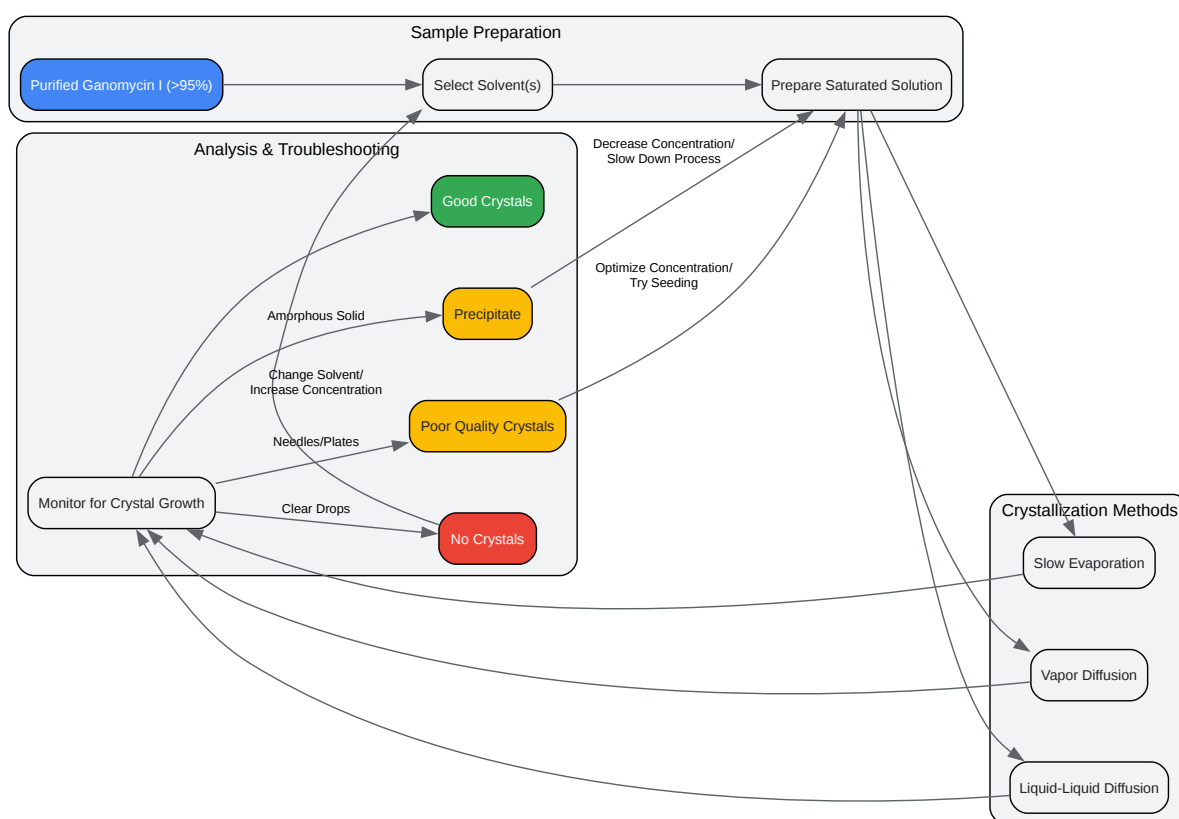 Sample Preparation
Purified Ganomycin I (>95%)
Select Solvent(s)
Prepare Saturated Solution
Analysis & Troubleshooting
Decrease Concentration/
Slow Down Process
Good Crystals
Optimize Concentration/
Try Seeding
Amorphous Solid
Precipitate
Change Solvent/
Increase Concentration
Needles/Plates
Poor Quality Crystals
Monitor for Crystal Growth
Clear Drops
No Crystals
Crystallization Methods
Slow Evaporation
Vapor Diffusion
Liquid-Liquid Diffusion